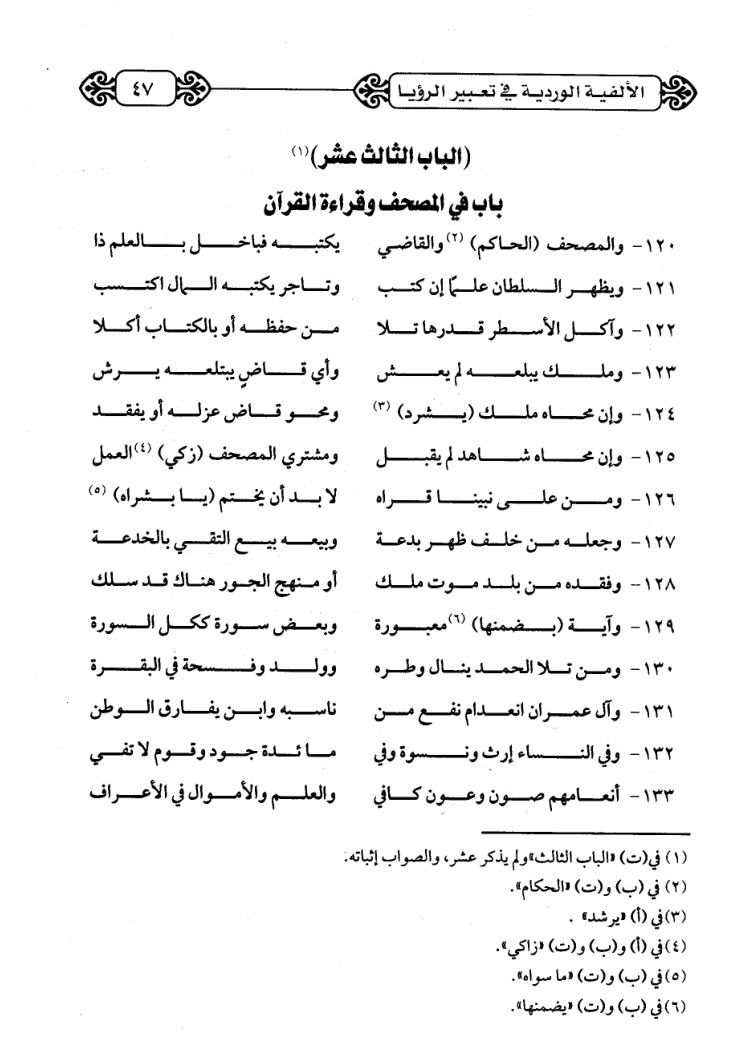 الألفية الوردية في تعبير الرؤيا ٤٧
(الباب الثالث عشر)(١)
باب في المصحف وقراءة القرآن
١٢٠- والمصحف (الحاكم)(٢) والقاضي يكتبه فباخل بالعلم ذا
١٢١- ويظهر السلطان علمًا إن كتب وتاجر يكتبه المال اكتسب
١٢٢- وآكل الأسطر قدرها تلا من حفظه أو بالكتاب أكلا
١٢٣- وملك يبلعه لم يعش وأي قاضٍ يبتلعه يرش
١٢٤- وإن محاه ملك (يشرد)(٣) ومحو قاض عزله أو يفقد
١٢٥- وإن محاه شاهد لم يقبل ومشتري المصحف (زكي)(٤) العمل
١٢٦- ومن على نبينا قراه لا بد أن يختم (يا بشراه)(٥)
١٢٧- وجعله من خلف ظهر بدعة وبيعه بيع التقي بالخدعة
١٢٨- وفقده من بلد موت ملك أو منهج الجور هناك قد سلك
١٢٩- وآية (بضمنها)(٦) معبورة وبعض سورة ككل السورة
١٣٠- ومن تلا الحمد ينال وطره وولد وفسحة في البقرة
١٣١- وآل عمران انعدام نفع من ناسبه وابن يفارق الوطن
١٣٢- وفي النساء إرث ونسوة وفي مائدة جود وقوم لا تفي
١٣٣- أنعامهم صون وعون كافي والعلم والأموال في الأعراف
(١) في (ت) «الباب الثالث» ولم يذكر عشر، والصواب إثباته.
(٢) في (ب) و(ت) «الحكام».
(٣) في (أ) «يرشد» .
(٤) في (أ) و(ب) و(ت) «زاكي».
(٥) في (ب) و(ت) «ما سواه».
(٦) في (ب) و(ت) «يضمنها».